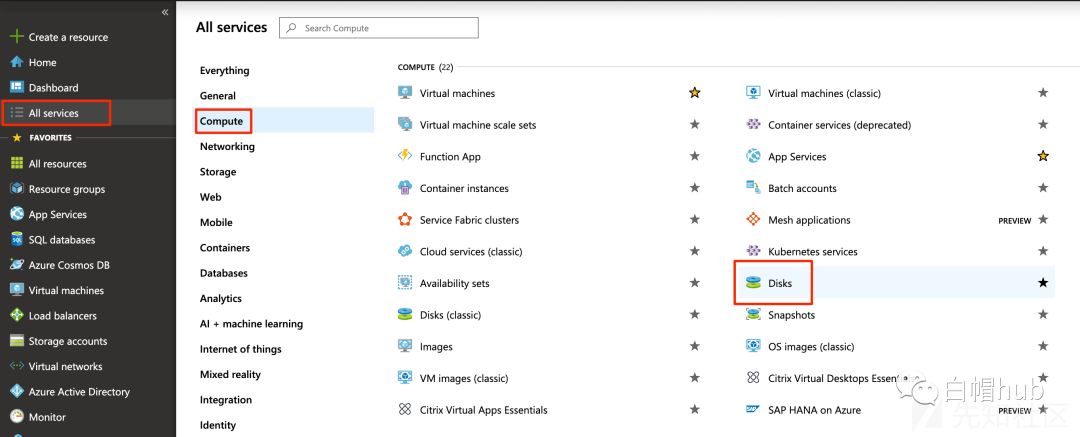 «
Create a resource
Home
Dashboard
All services
FAVORITES
All resources
Resource groups
App Services
SQL databases
Azure Cosmos DB
Virtual machines
Load balancers
Storage accounts
Virtual networks
Azure Active Directory
Monitor
All services
Search Compute
Everything
General
Compute
Networking
Storage
Web
Mobile
Containers
Databases
Analytics
AI + machine learning
Internet of things
Mixed reality
Integration
Identity
COMPUTE (22)
Virtual machines
Virtual machine scale sets
Function App
Container instances
Service Fabric clusters
Cloud services (classic)
Availability sets
Disks (classic)
Images
VM images (classic)
Citrix Virtual Apps Essentials
Virtual machines (classic)
Container services (deprecated)
App Services
Batch accounts
Mesh applications PREVIEW
Kubernetes services
Disks
Snapshots
OS images (classic)
Citrix Virtual Desktops Essentials
SAP HANA on Azure PREVIEW
白帽hub
先知社区